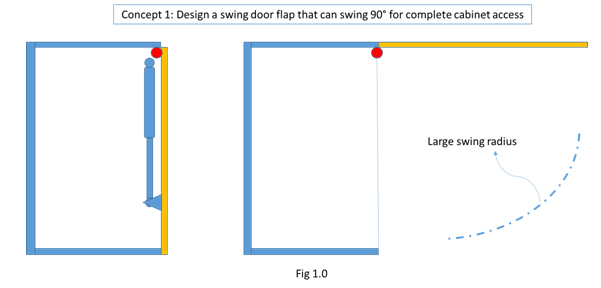 Concept 1: Design a swing door flap that can swing 90° for complete cabinet access
Large swing radius
Fig 1.0